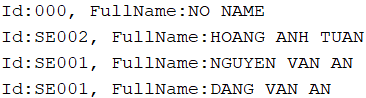 Id:000, FullName:NO NAME
Id:SE002, FullName:HOANG ANH TUAN
Id:SE001, FullName:NGUYEN VAN AN
Id:SE001, FullName:DANG VAN AN